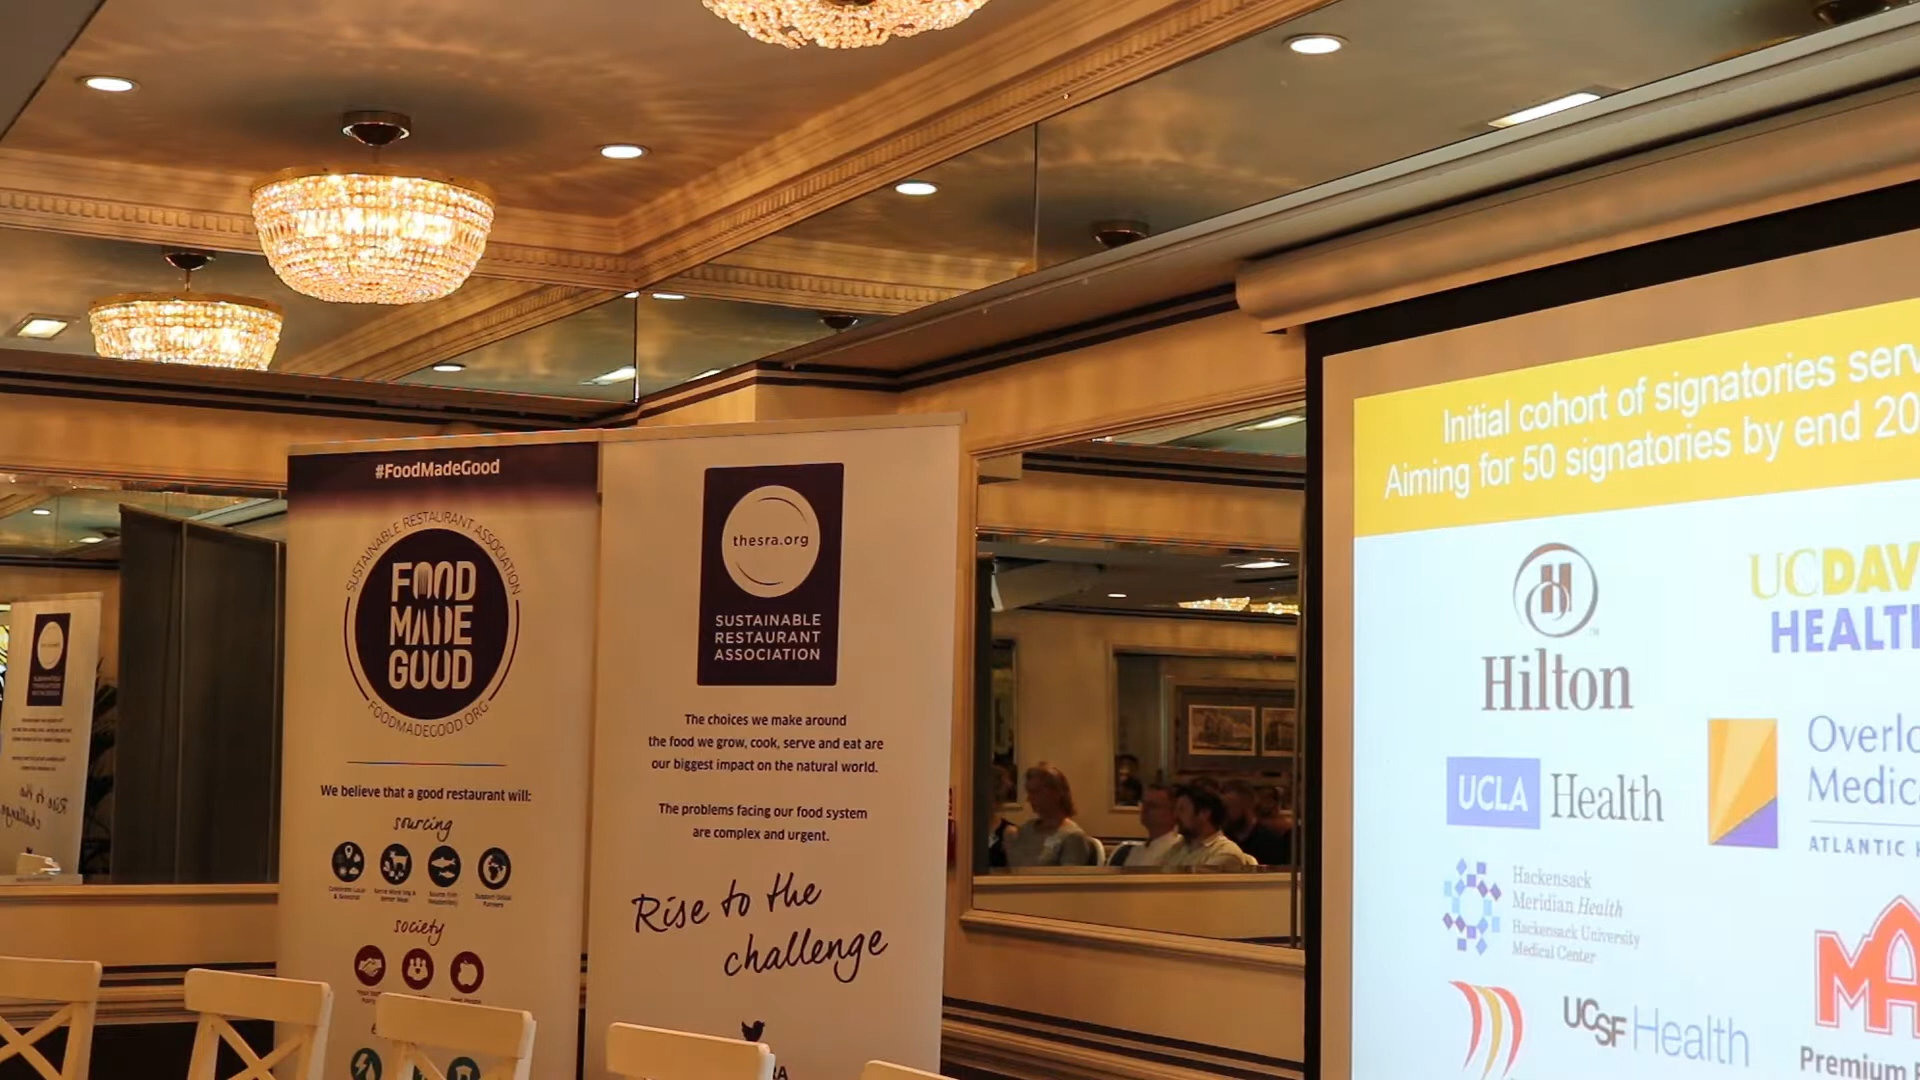 #FoodMadeGood
SUSTAINABLE RESTAURANT ASSOCIATION
FOOD
MADE
GOOD
FOODMADEGOOD.ORG
We believe that a good restaurant will:
sourcing
society
thesra.org
SUSTAINABLE
RESTAURANT
ASSOCIATION
The choices we make around
the food we grow, cook, serve and eat are
our biggest impact on the natural world.
The problems facing our food system
are complex and urgent.
Rise to the
challenge
Initial cohort of signatories serv
Aiming for 50 signatories by end 20
Hilton
UCDAV
HEALT
UCLA Health
Overlo
Medic
ATLANTIC
Hackensack
Meridian Health
Hackensack University
Medical Center
UCSF Health
MA
Premium